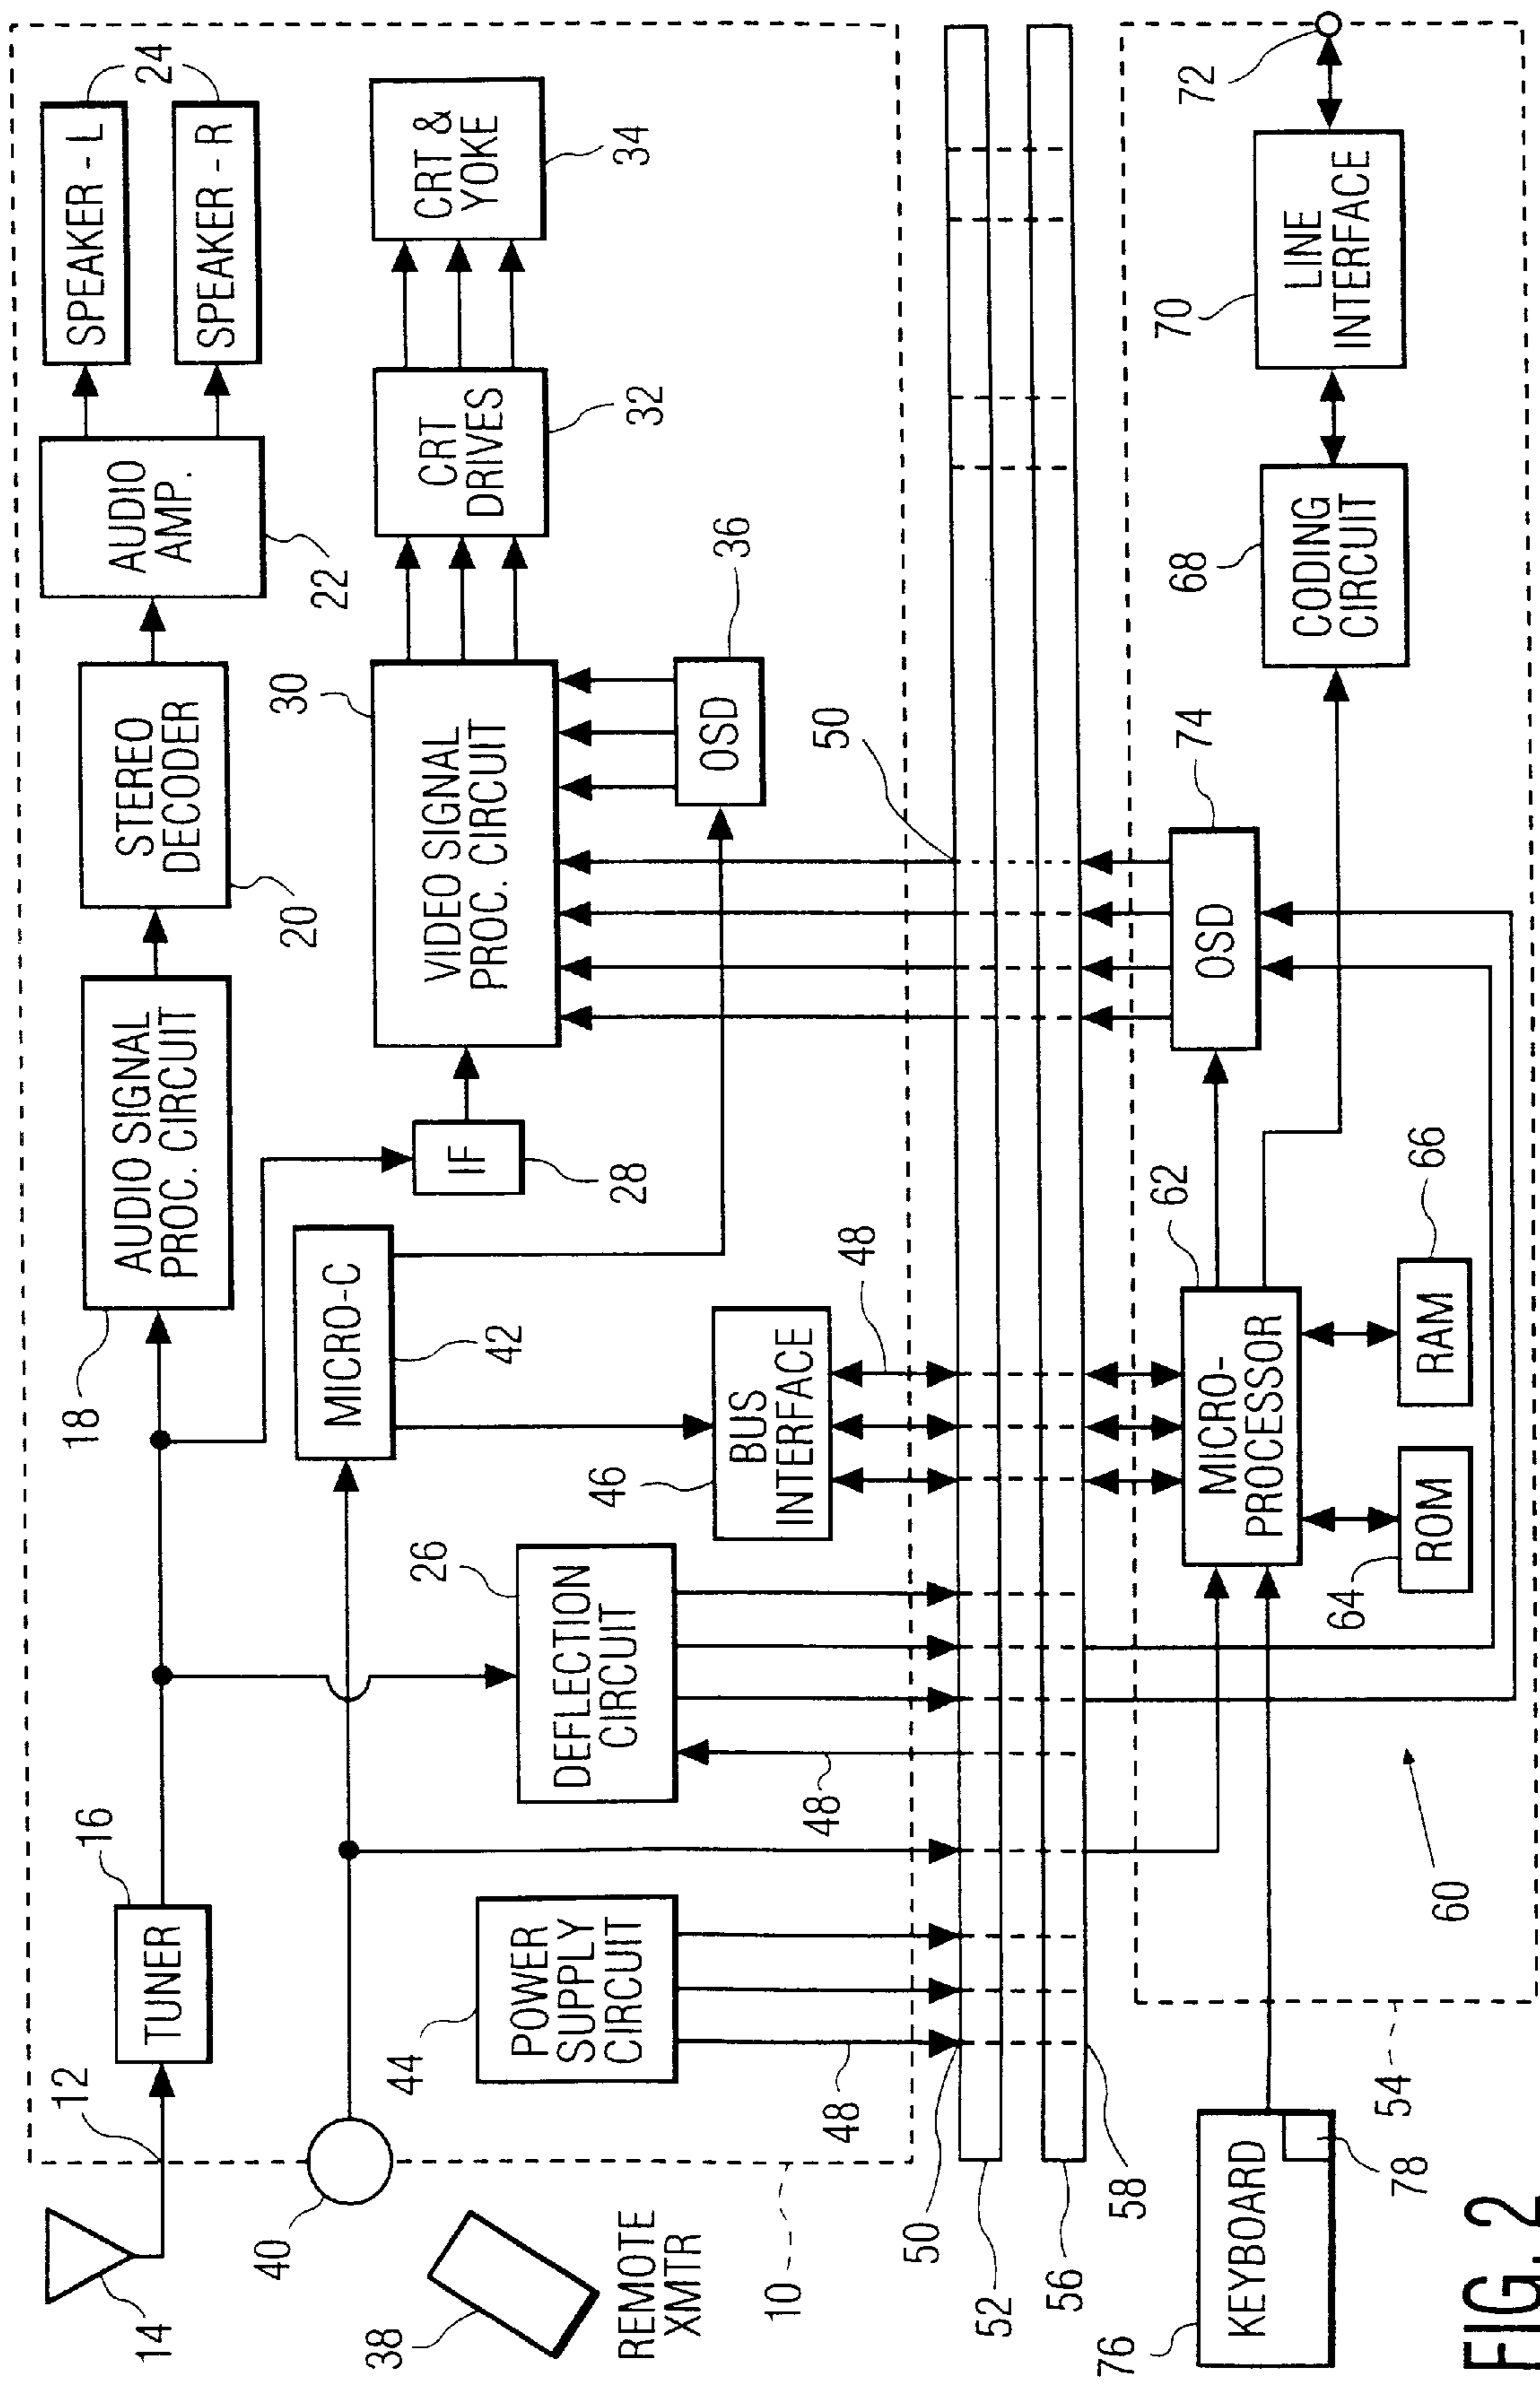 14
12
TUNER
16
18
AUDIO SIGNAL
PROC. CIRCUIT
STEREO
DECODER
20
AUDIO
AMP.
22
SPEAKER - L
SPEAKER - R
24
40
38
REMOTE
XMTR
10
MICRO-C
42
IF
28
30
VIDEO SIGNAL
PROC. CIRCUIT
CRT
DRIVES
32
CRT &
YOKE
34
OSD
36
44
POWER
SUPPLY
CIRCUIT
48
26
DEFLECTION
CIRCUIT
48
46
BUS
INTERFACE
48
50
50
52
56
58
76
KEYBOARD
78
54
60
62
MICRO-
PROCESSOR
64
ROM
RAM
66
OSD
74
68
CODING
CIRCUIT
70
LINE
INTERFACE
72
FIG. 2